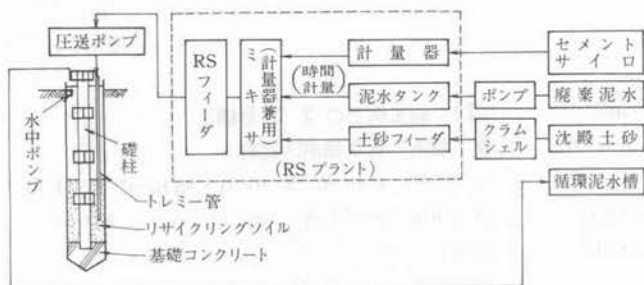 圧送ポンプ
RSフィーダ
ミキサ
(計量器兼用)
(時間計量)
計量器
泥水タンク
土砂フィーダ
(RSプラント)
ポンプ
クラムシェル
セメントサイロ
廃棄泥水
沈殿土砂
循環泥水槽
水中ポンプ
礎柱
トレミー管
リサイクリングソイル
基礎コンクリート